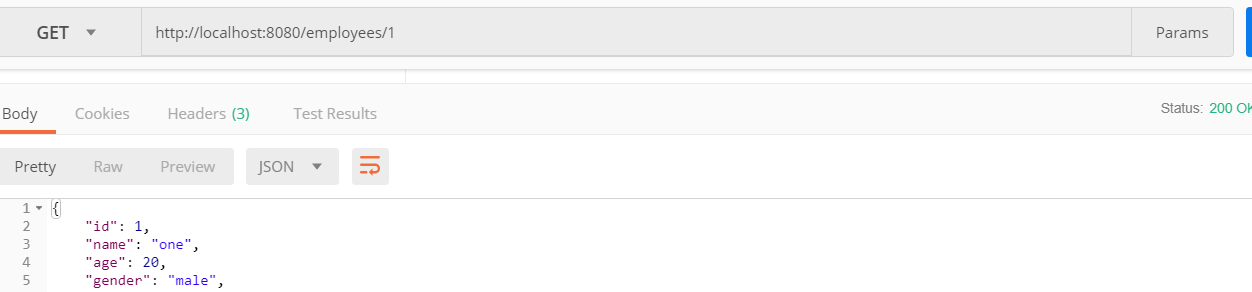 GET http://localhost:8080/employees/1 Params
Body Cookies Headers (3) Test Results Status: 200 OK
Pretty Raw Preview JSON
1 {
2 "id": 1,
3 "name": "one",
4 "age": 20,
5 "gender": "male",